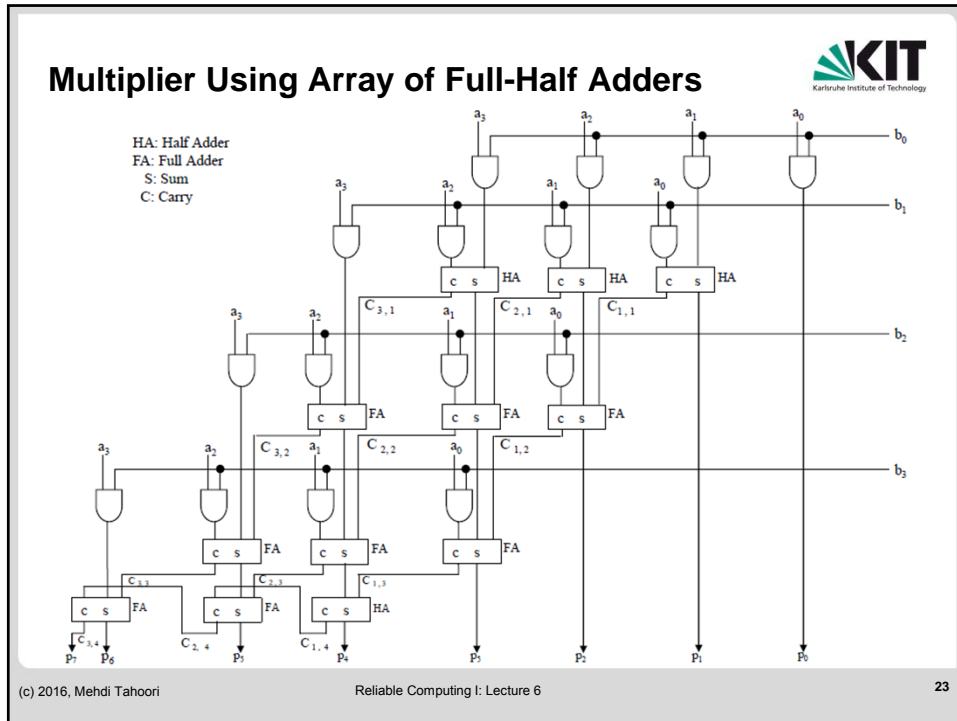 Multiplier Using Array of Full-Half Adders
KIT
Karlsruhe Institute of Technology
HA: Half Adder
FA: Full Adder
S: Sum
C: Carry
a3 a2 a1 a0
b0
a3 a2 a1 a0
b1
c s HA c s HA c s HA
C3,1 C2,1 C1,1
a3 a2 a1 a0
b2
c s FA c s FA c s FA
C3,2 C2,2 C1,2
a3 a2 a1 a0
b3
c s FA c s FA c s FA
C3,3 C2,3 C1,3
c s FA c s FA c s HA
C3,4 C2,4 C1,4
p7 p6 p5 p4 p5 p2 p1 p0
(c) 2016, Mehdi Tahoori
Reliable Computing I: Lecture 6
23